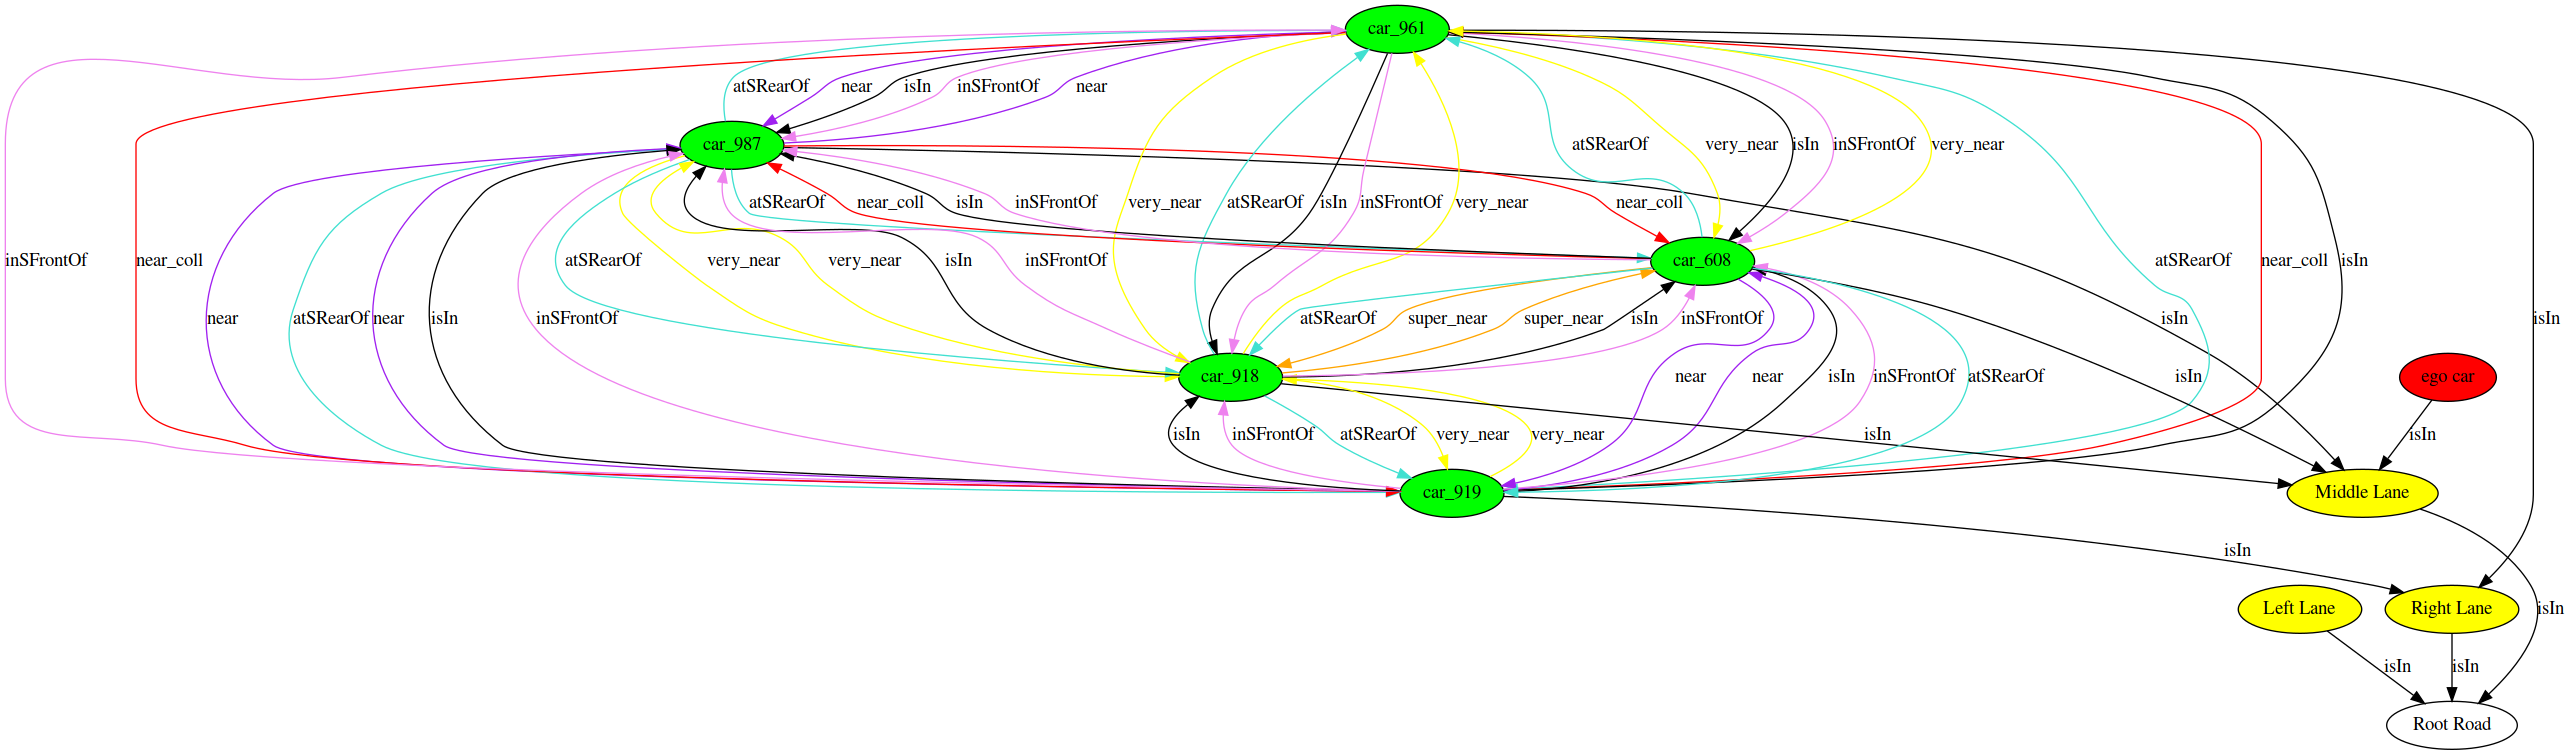 car_961
atSRearOf near isIn inSFrontOf near
car_987
atSRearOf very_near isIn inSFrontOf very_near
atSRearOf near_coll isIn inSFrontOf very_near atSRearOf isIn inSFrontOf very_near near_coll
inSFrontOf near_coll atSRearOf very_near very_near isIn inSFrontOf car_608 atSRearOf near_coll isIn
near atSRearOf near isIn inSFrontOf atSRearOf super_near super_near isIn inSFrontOf isIn isIn
car_918 near near isIn inSFrontOf atSRearOf isIn ego car
isIn inSFrontOf atSRearOf very_near very_near isIn isIn
car_919 Middle Lane
isIn
Left Lane Right Lane isIn
isIn isIn
Root Road